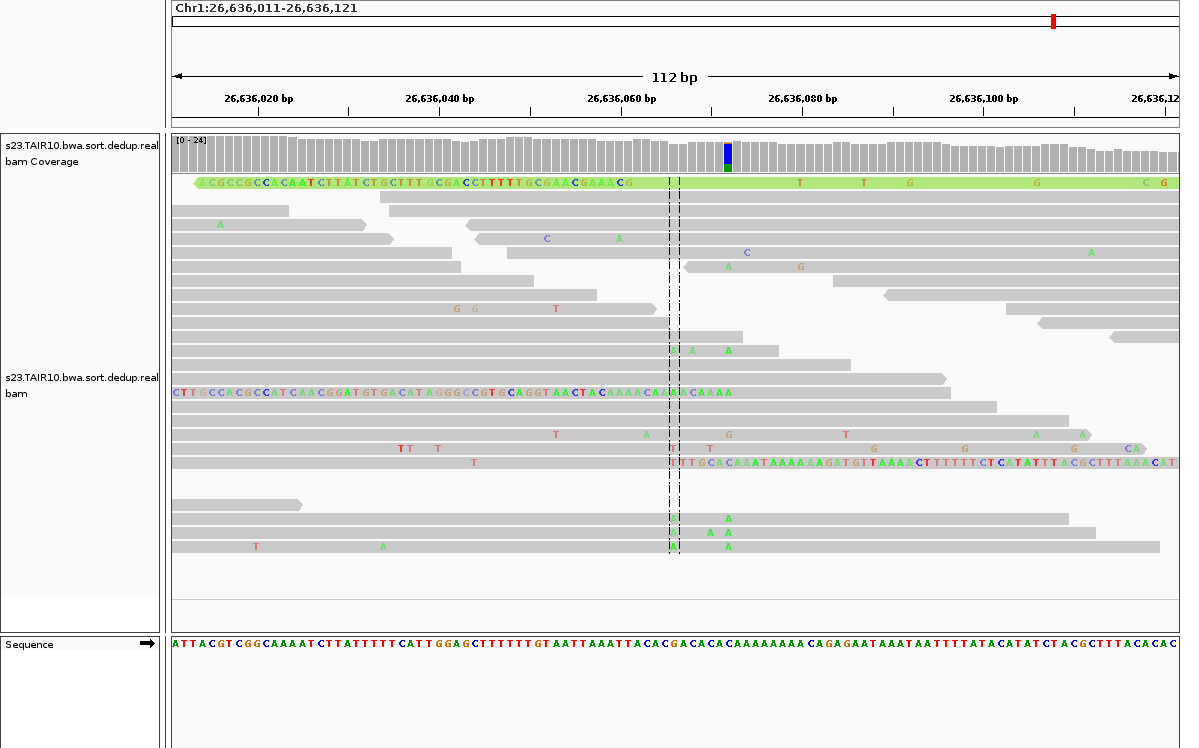 Chr1:26,636,011-26,636,121
112 bp
26,636,020 bp 26,636,040 bp 26,636,060 bp 26,636,080 bp 26,636,100 bp 26,636,12
s23.TAIR10.bwa.sort.dedup.real
bam Coverage
[0 - 24]
ACGCCGCCACAATCTTATCTGCTTTGCGACCTTTTTGCGAACGAAACG T T G G C G
A
C A
C A
A G
G G T
A A A
s23.TAIR10.bwa.sort.dedup.real
bam
CTTGCCACGCCATCAACGGATGTGACATAGGGCCGTGCAGGTAACTACAAAACAAAACAAAA
T A G T A A
TT T T T G G G CA
T TTTGCACAAATAAAAAAGATGTTAAAACTTTTTTCTCATATTTACGCTTTAAACAT
A A
A A A
T A A A
Sequence
ATTACGTCGGCAAAATCTTATTTTTCATTGGAGCTTTTTTGTAATTAAATTACACGACACACAAAAAAAACAGAGAATAAATAATTTTATACATATCTACGCTTTACACAC